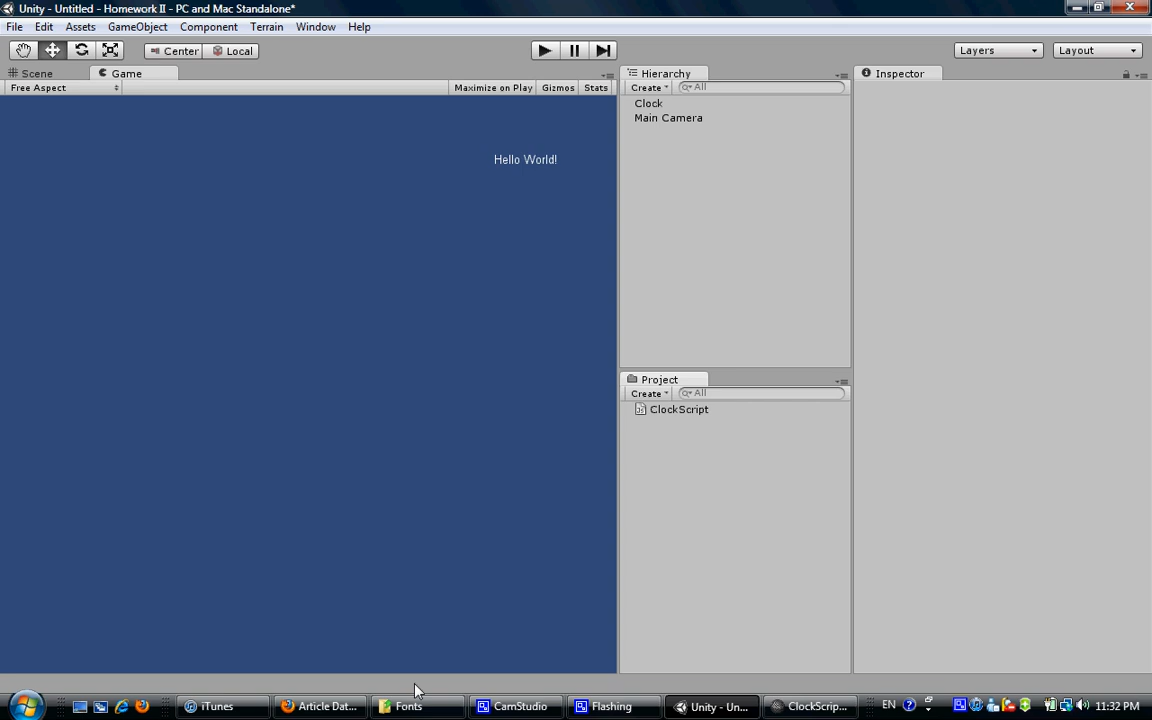 Unity - Untitled - Homework II - PC and Mac Standalone*
File Edit Assets GameObject Component Terrain Window Help
Center Local Layers Layout
Scene Game Hierarchy Inspector
Free Aspect Maximize on Play Gizmos Stats Create All
Clock
Main Camera
Hello World!
Project
Create All
ClockScript
iTunes Article Dat... Fonts CamStudio Flashing Unity - Un... ClockScrip... EN 11:32 PM